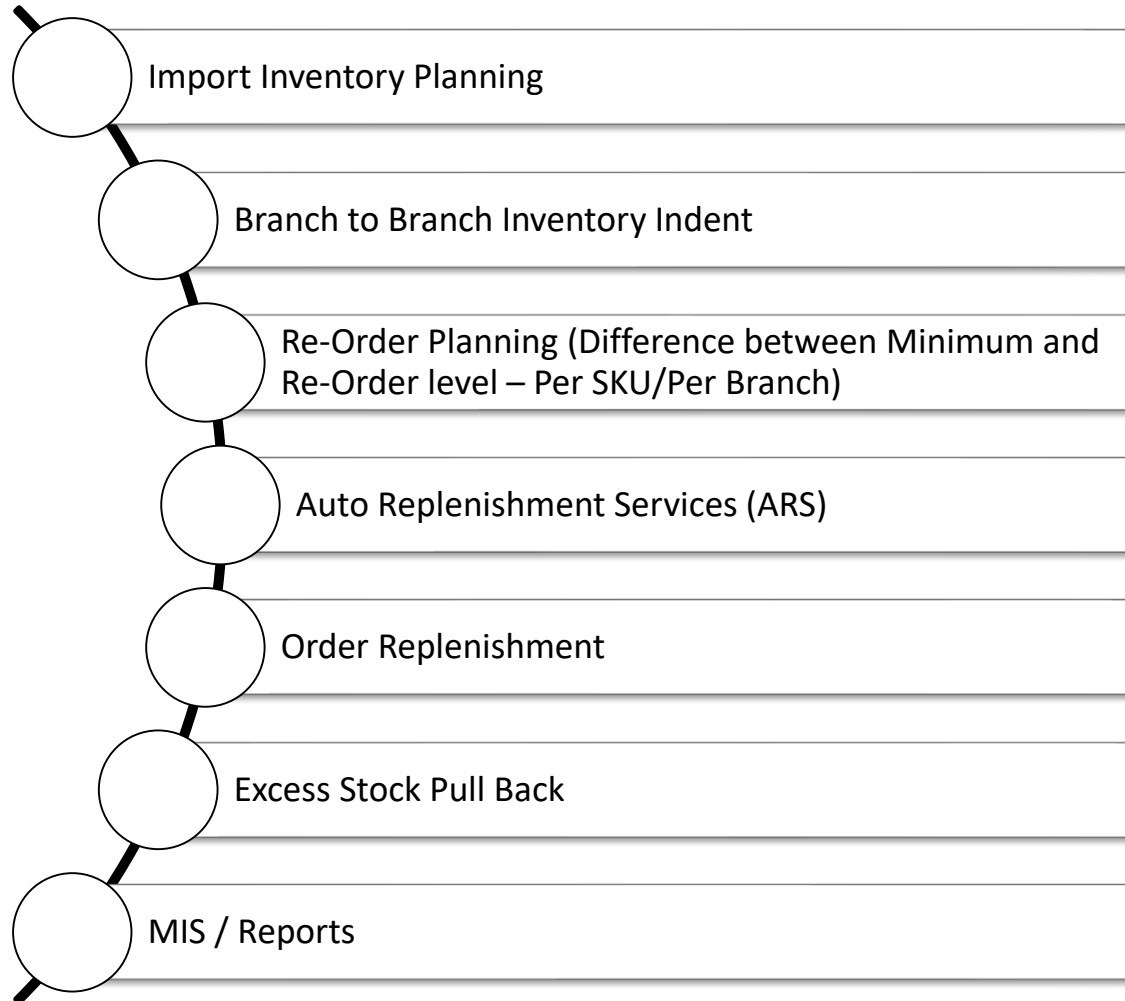 Import Inventory Planning
Branch to Branch Inventory Indent
Re-Order Planning (Difference between Minimum and
Re-Order level – Per SKU/Per Branch)
Auto Replenishment Services (ARS)
Order Replenishment
Excess Stock Pull Back
MIS / Reports